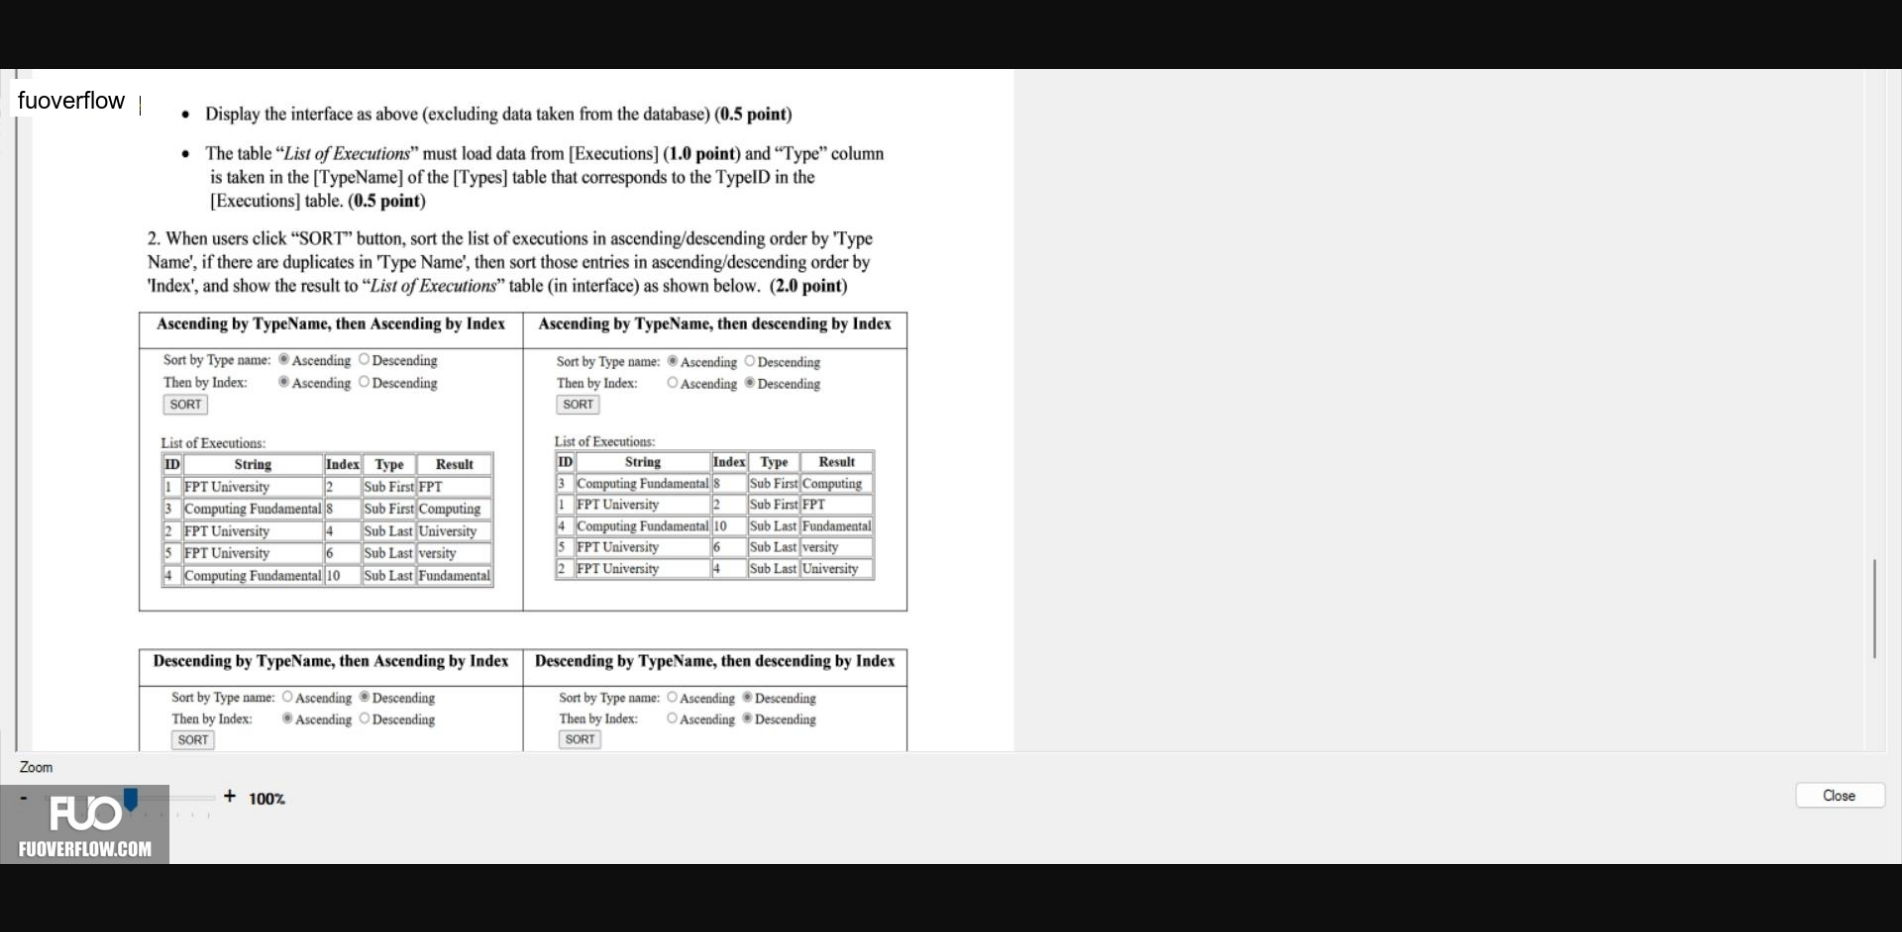 fuoverflow
• Display the interface as above (excluding data taken from the database) (0.5 point)
• The table “List of Executions” must load data from [Executions] (1.0 point) and “Type” column
is taken in the [TypeName] of the [Types] table that corresponds to the TypeID in the
[Executions] table. (0.5 point)
2. When users click “SORT” button, sort the list of executions in ascending/descending order by 'Type
Name', if there are duplicates in 'Type Name', then sort those entries in ascending/descending order by
'Index', and show the result to “List of Executions” table (in interface) as shown below. (2.0 point)
Ascending by TypeName, then Ascending by Index
Sort by Type name: Ascending Descending
Then by Index: Ascending Descending
SORT
List of Executions:
ID String Index Type Result
1 FPT University 2 Sub First FPT
3 Computing Fundamental 8 Sub First Computing
2 FPT University 4 Sub Last University
5 FPT University 6 Sub Last versity
4 Computing Fundamental 10 Sub Last Fundamental
Ascending by TypeName, then descending by Index
Sort by Type name: Ascending Descending
Then by Index: Ascending Descending
SORT
List of Executions:
ID String Index Type Result
3 Computing Fundamental 8 Sub First Computing
1 FPT University 2 Sub First FPT
4 Computing Fundamental 10 Sub Last Fundamental
5 FPT University 6 Sub Last versity
2 FPT University 4 Sub Last University
Descending by TypeName, then Ascending by Index
Sort by Type name: Ascending Descending
Then by Index: Ascending Descending
SORT
Descending by TypeName, then descending by Index
Sort by Type name: Ascending Descending
Then by Index: Ascending Descending
SORT
Zoom
- + 100%
Close
FUO
FUOVERFLOW.COM